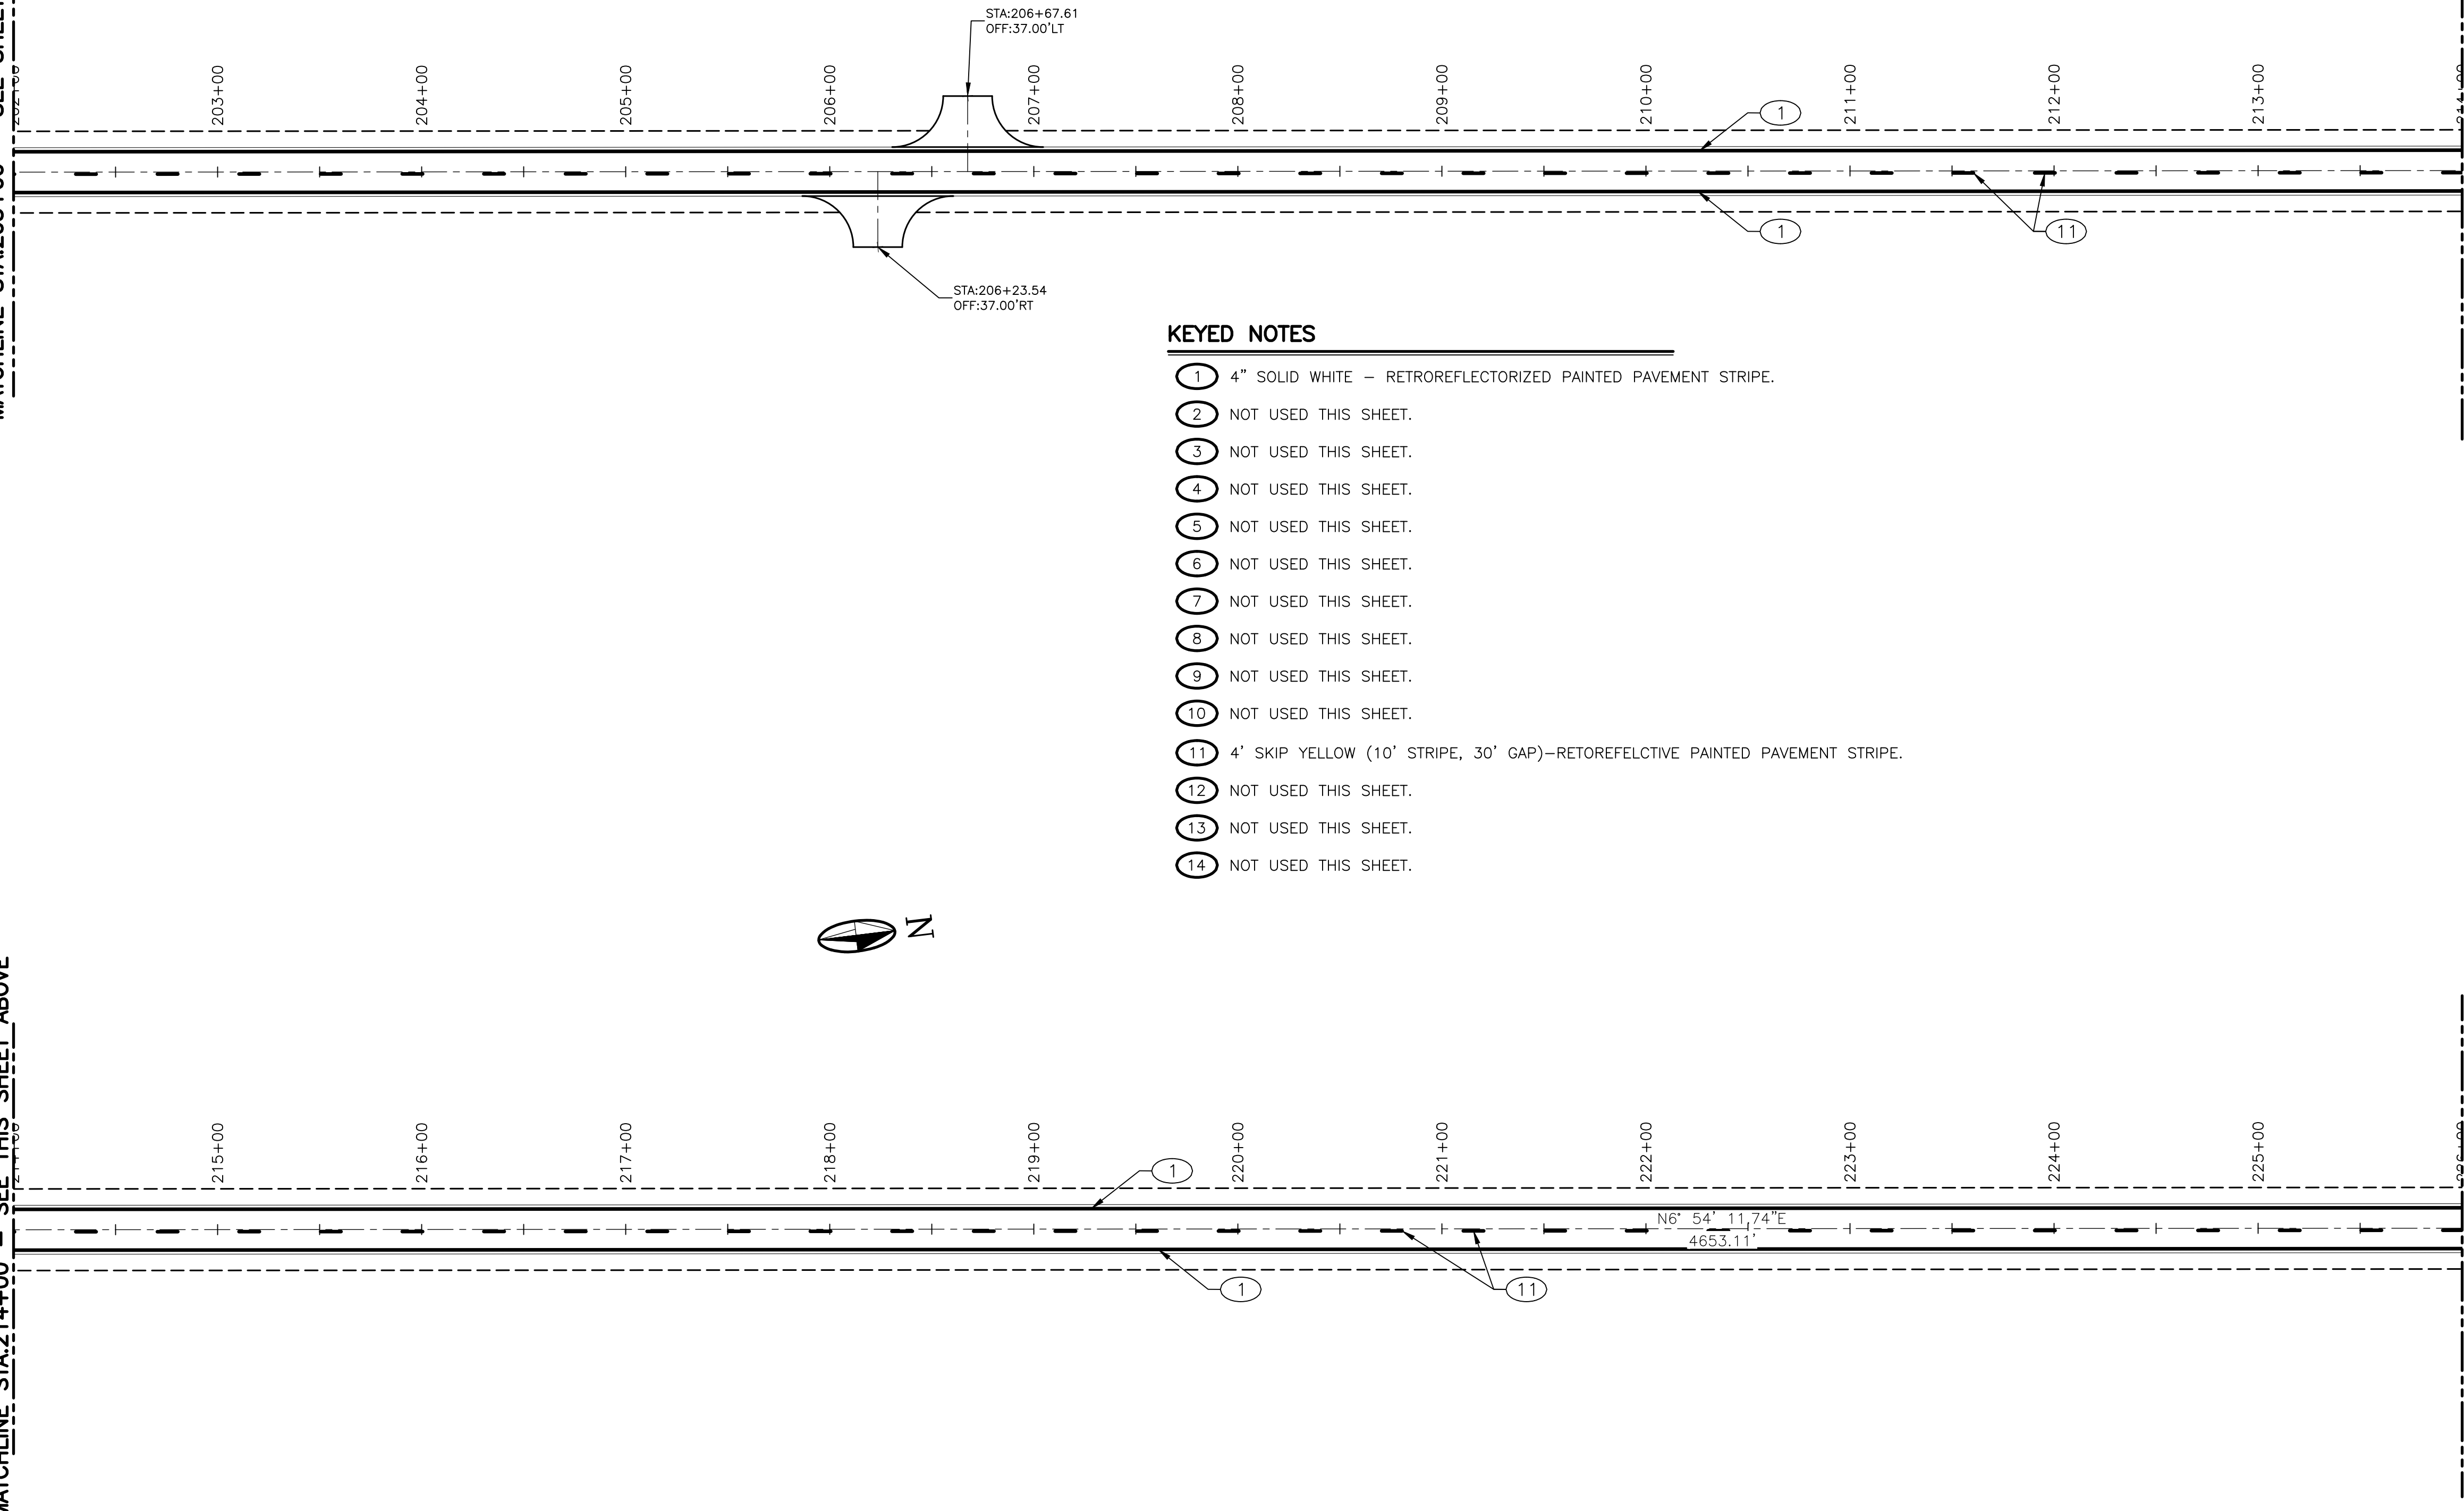 STA:206+67.61
OFF:37.00'LT
203+00
204+00
205+00
206+00
207+00
208+00
209+00
210+00
211+00
212+00
213+00
1
1
11
STA:206+23.54
OFF:37.00'RT
KEYED NOTES
1 4" SOLID WHITE – RETROREFLECTORIZED PAINTED PAVEMENT STRIPE.
2 NOT USED THIS SHEET.
3 NOT USED THIS SHEET.
4 NOT USED THIS SHEET.
5 NOT USED THIS SHEET.
6 NOT USED THIS SHEET.
7 NOT USED THIS SHEET.
8 NOT USED THIS SHEET.
9 NOT USED THIS SHEET.
10 NOT USED THIS SHEET.
11 4' SKIP YELLOW (10' STRIPE, 30' GAP)–RETOREFELCTIVE PAINTED PAVEMENT STRIPE.
12 NOT USED THIS SHEET.
13 NOT USED THIS SHEET.
14 NOT USED THIS SHEET.
N
MATCHLINE STA:214+00 – SEE THIS SHEET ABOVE
215+00
216+00
217+00
218+00
219+00
220+00
221+00
222+00
223+00
224+00
225+00
1
N6° 54' 11.74"E
4653.11'
1
11